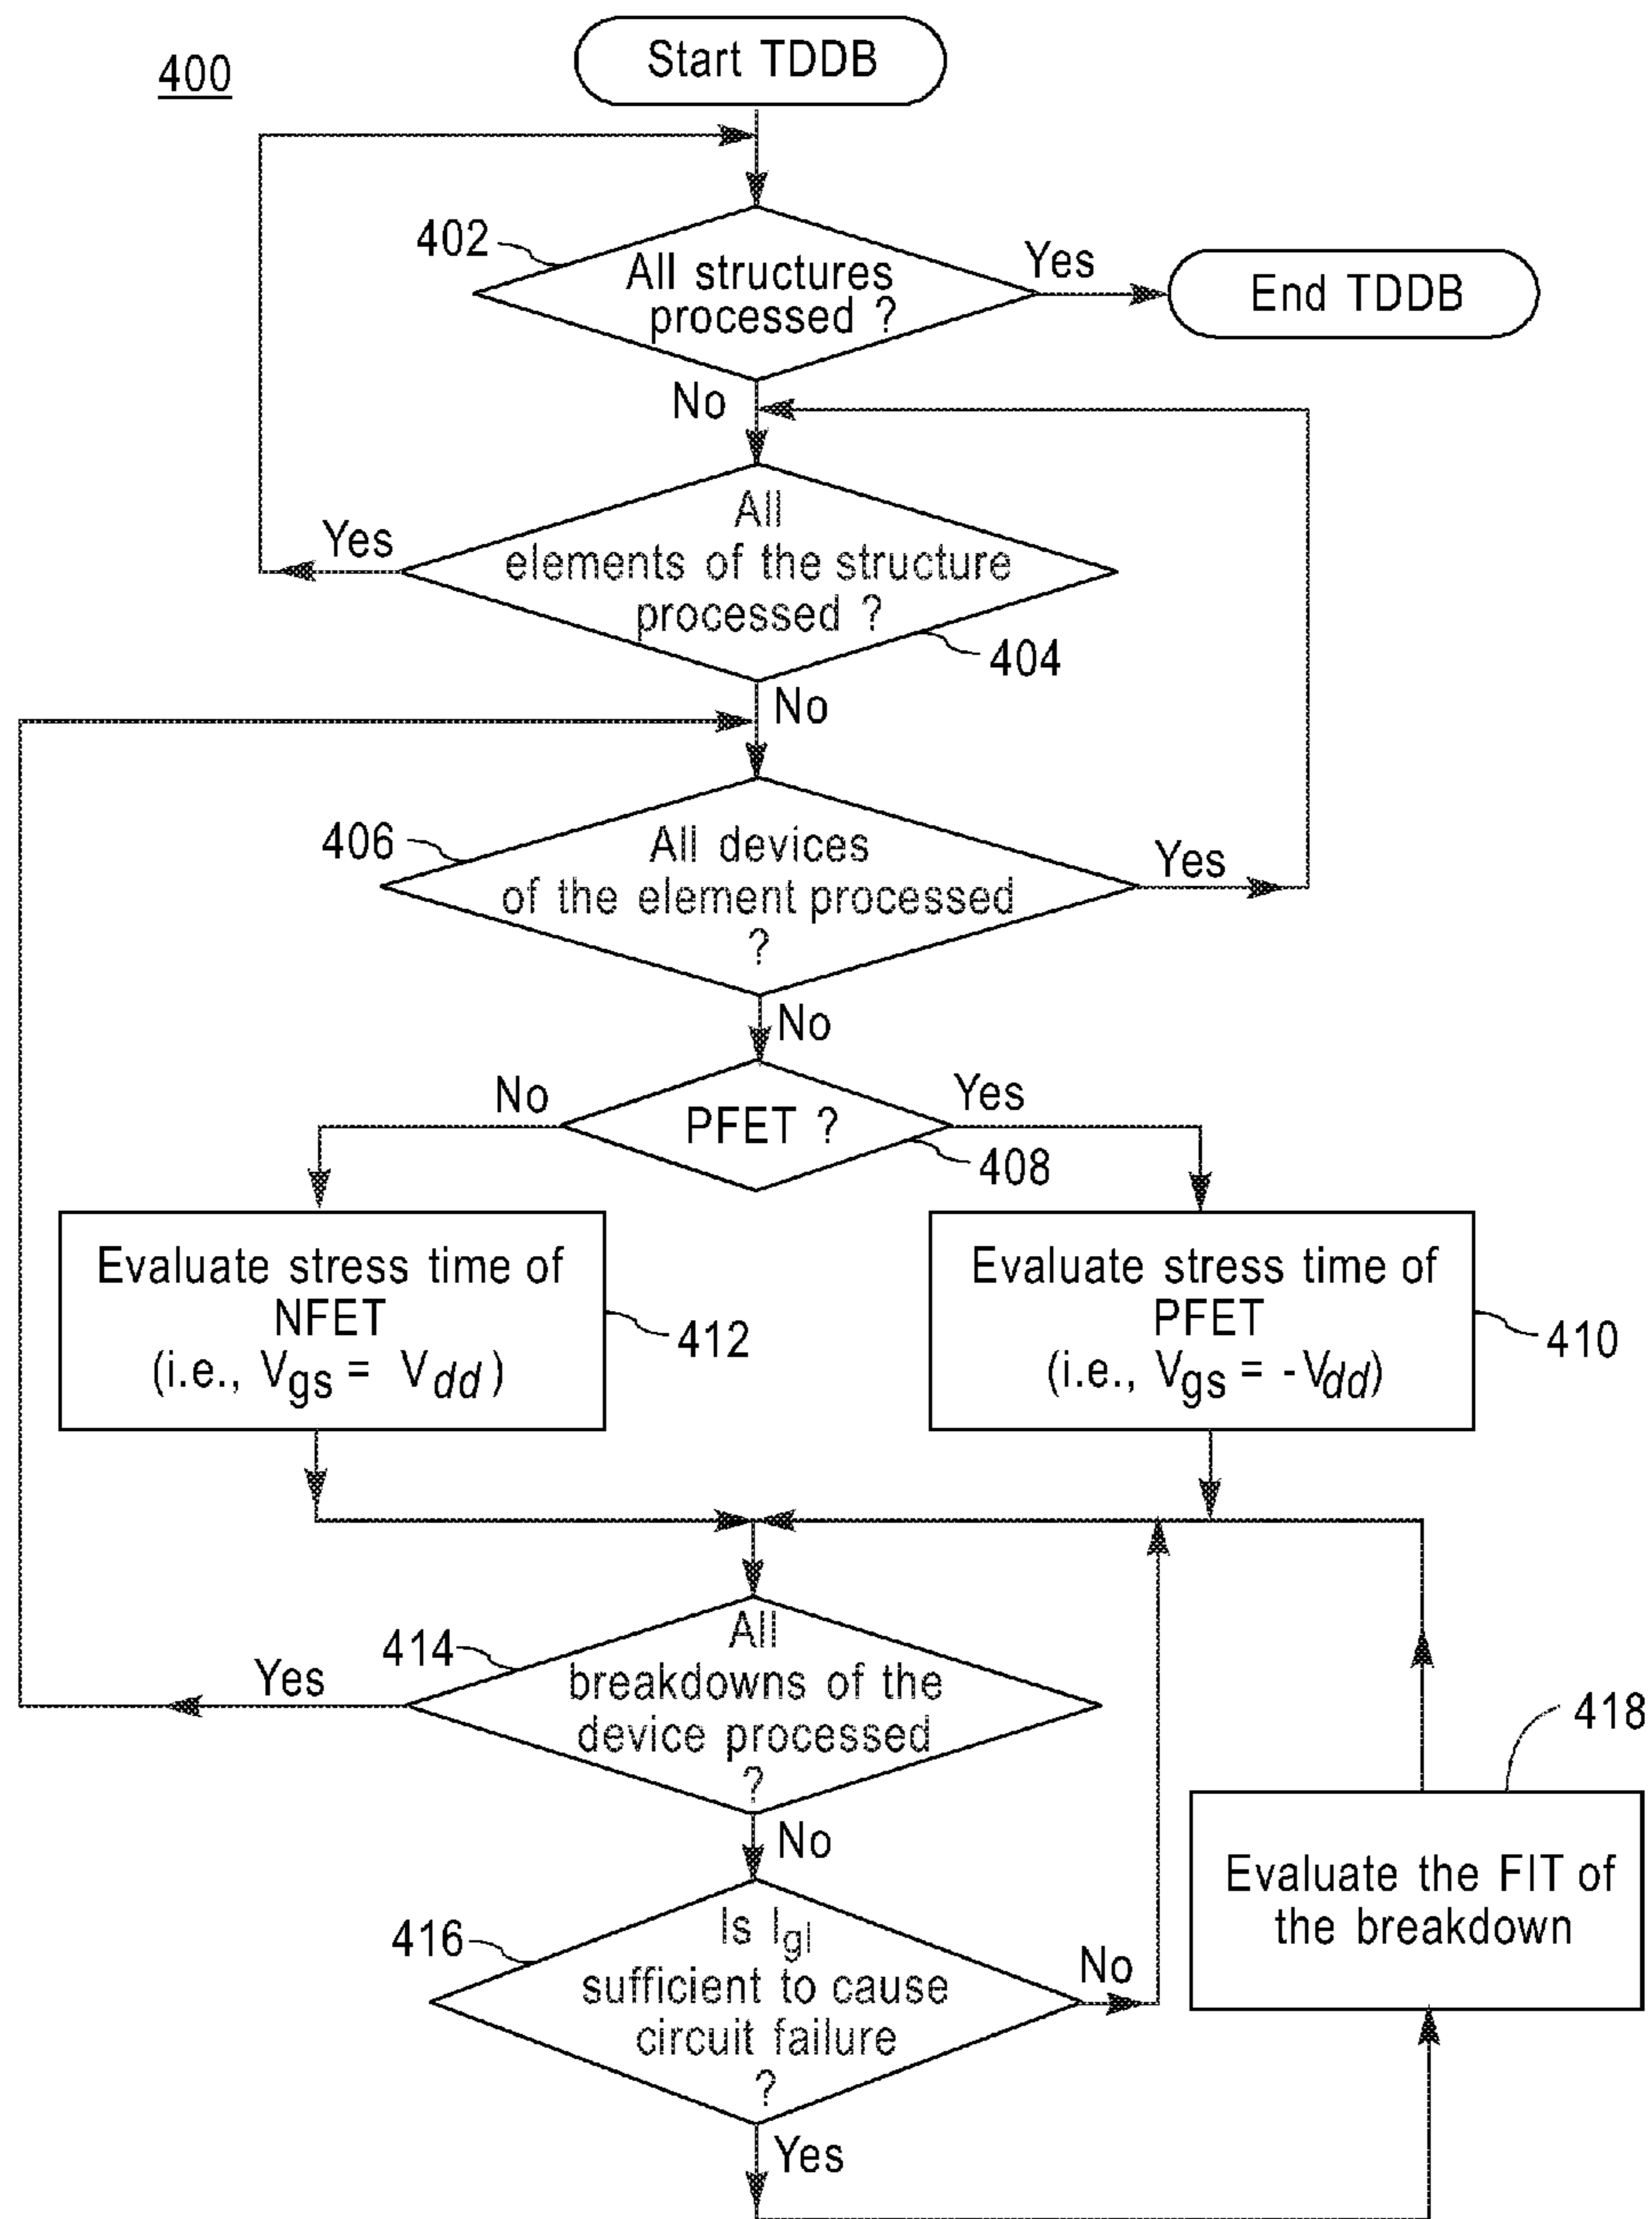 400
Start TDDB
402
All structures
processed ?
Yes
End TDDB
No
All
elements of the structure
processed ?
Yes
404
No
406
All devices
of the element processed
?
Yes
No
No
PFET ?
Yes
408
Evaluate stress time of
NFET
(i.e., Vgs = Vdd )
412
Evaluate stress time of
PFET
(i.e., Vgs = -Vdd)
410
414
All
breakdowns of the
device processed
?
Yes
No
418
Evaluate the FIT of
the breakdown
416
Is Igl
sufficient to cause
circuit failure
?
No
Yes